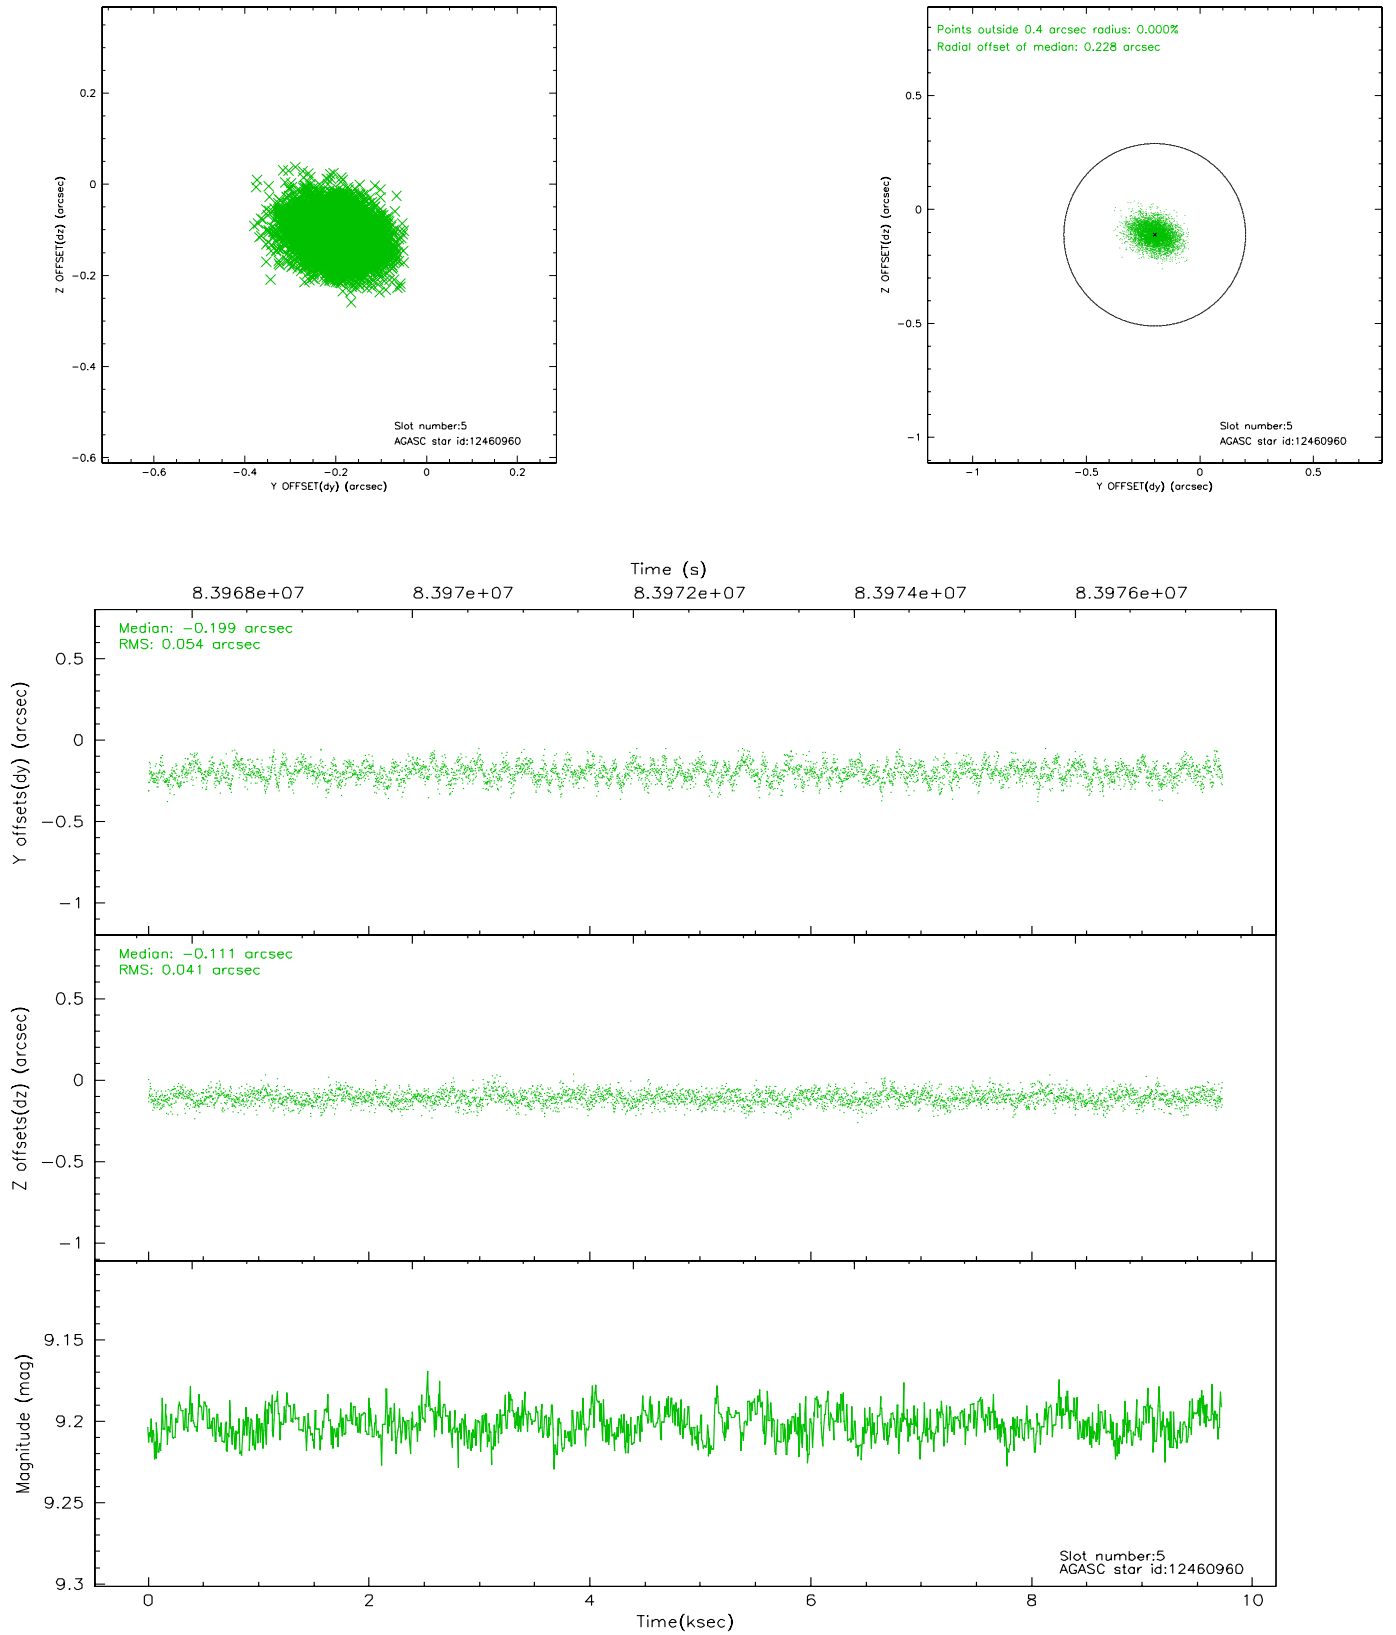 0.2
0
-0.2
-0.4
-0.6
-0.6
-0.4
-0.2
0
0.2
Z OFFSET(dz) (arcsec)
Y OFFSET(dy) (arcsec)
Slot number:5
AGASC star id:12460960
Points outside 0.4 arcsec radius: 0.000%
Radial offset of median: 0.228 arcsec
0.5
0
-0.5
-1
-1
-0.5
0
0.5
Z OFFSET(dz) (arcsec)
Y OFFSET(dy) (arcsec)
Slot number:5
AGASC star id:12460960
Time (s)
8.3968e+07
8.397e+07
8.3972e+07
8.3974e+07
8.3976e+07
Median: -0.199 arcsec
RMS: 0.054 arcsec
0.5
0
-0.5
-1
Y offsets(dy) (arcsec)
Median: -0.111 arcsec
RMS: 0.041 arcsec
0.5
0
-0.5
-1
Z offsets(dz) (arcsec)
9.15
9.2
9.25
9.3
Magnitude (mag)
Slot number:5
AGASC star id:12460960
0
2
4
6
8
10
Time(ksec)